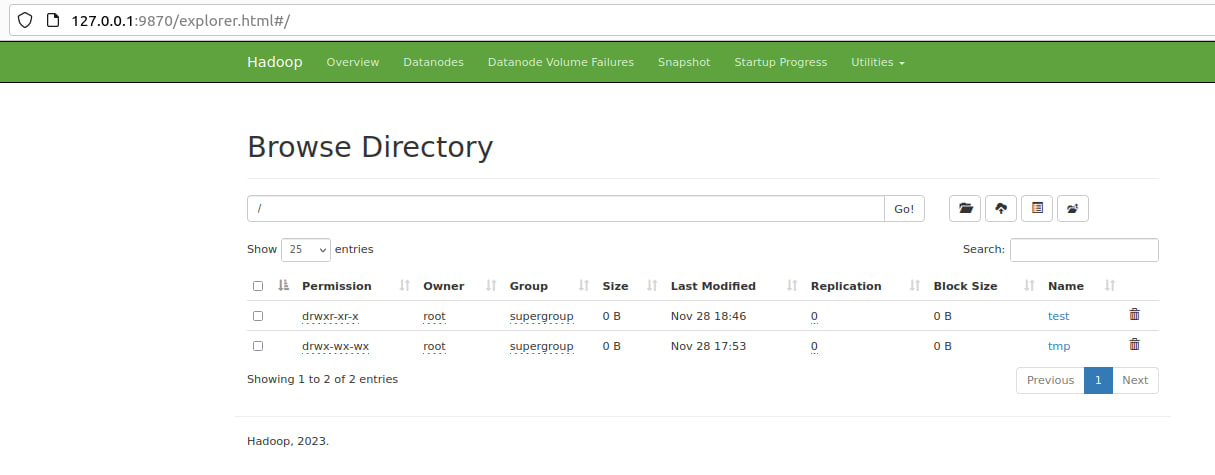 127.0.0.1:9870/explorer.html#/
Hadoop Overview Datanodes Datanode Volume Failures Snapshot Startup Progress Utilities
Browse Directory
/ Go!
Show 25 entries Search:
Permission Owner Group Size Last Modified Replication Block Size Name
drwxr-xr-x root supergroup 0 B Nov 28 18:46 0 0 B test
drwx-wx-wx root supergroup 0 B Nov 28 17:53 0 0 B tmp
Showing 1 to 2 of 2 entries Previous 1 Next
Hadoop, 2023.